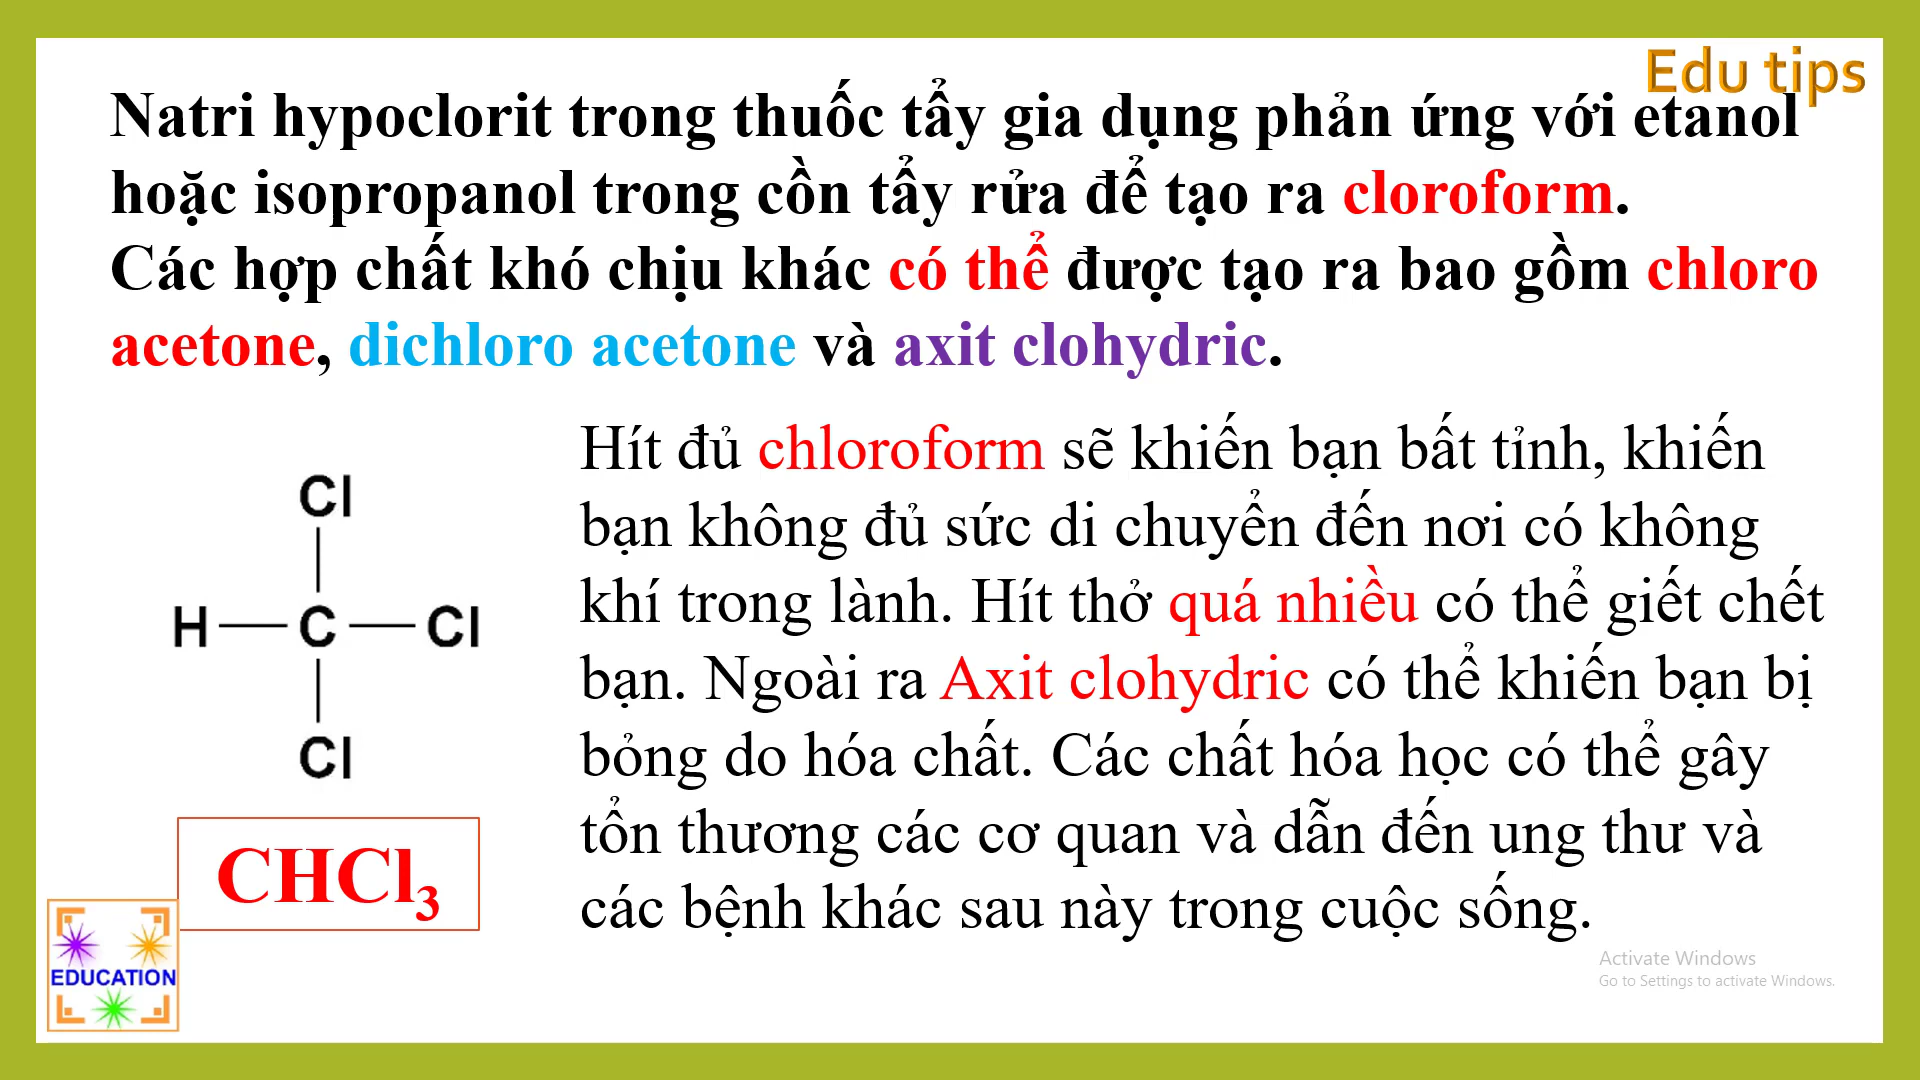 Edu tips
Natri hypoclorit trong thuốc tẩy gia dụng phản ứng với etanol
hoặc isopropanol trong cồn tẩy rửa để tạo ra cloroform.
Các hợp chất khó chịu khác có thể được tạo ra bao gồm chloro
acetone, dichloro acetone và axit clohydric.
Cl
H C Cl
Cl
CHCl₃
Hít đủ chloroform sẽ khiến bạn bất tỉnh, khiến
bạn không đủ sức di chuyển đến nơi có không
khí trong lành. Hít thở quá nhiều có thể giết chết
bạn. Ngoài ra Axit clohydric có thể khiến bạn bị
bỏng do hóa chất. Các chất hóa học có thể gây
tổn thương các cơ quan và dẫn đến ung thư và
các bệnh khác sau này trong cuộc sống.
EDUCATION
Activate Windows
Go to Settings to activate Windows.